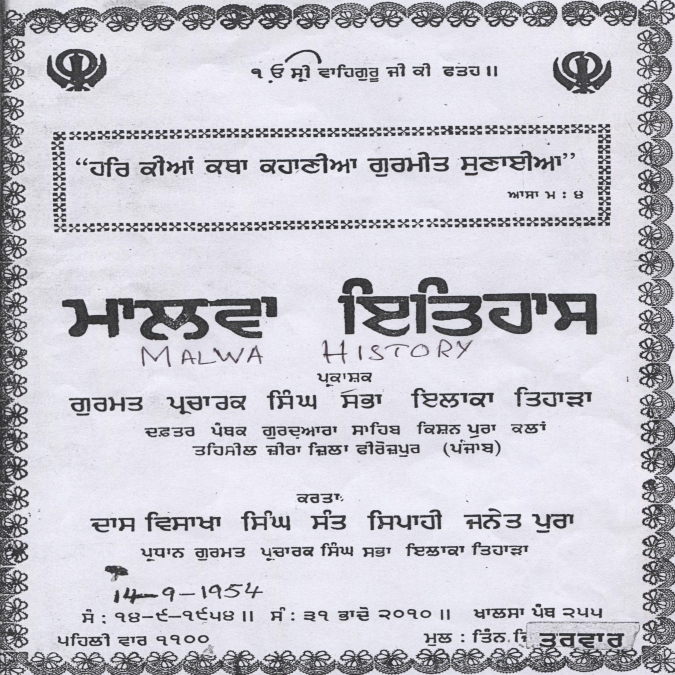 ੧ ਓ ਸ੍ਰੀ ਵਾਹਿਗੁਰੂ ਜੀ ਕੀ ਫਤਹ॥
“ਹਰਿ ਕੀਆਂ ਕਥਾ ਕਹਾਣੀਆ ਗੁਰਮੀਤ ਸੁਣਾਈਆ”
ਆਸਾ ਮ : ੪
ਮਾਲਵਾ ਇਤਿਹਾਸ
MALWA HISTORY
ਪ੍ਰਕਾਸ਼ਕ
ਗੁਰਮਤ ਪ੍ਰਚਾਰਕ ਸਿੰਘ ਸਭਾ ਇਲਾਕਾ ਤਿਹਾੜਾ
ਦਫ਼ਤਰ ਪੰਥਕ ਗੁਰਦੁਆਰਾ ਸਾਹਿਬ ਕਿਸ਼ਨ ਪੁਰਾ ਕਲਾਂ
ਤਹਿਸੀਲ ਜ਼ੀਰਾ ਜ਼ਿਲਾ ਫੀਰੋਜ਼ਪੁਰ (ਪੰਜਾਬ)
ਕਰਤਾ:
ਦਾਸ ਵਿਸਾਖਾ ਸਿੰਘ ਸੰਤ ਸਿਪਾਹੀ ਜਨੇਤ ਪੁਰਾ
ਪ੍ਰਧਾਨ ਗੁਰਮਤ ਪ੍ਰਚਾਰਕ ਸਿੰਘ ਸਭਾ ਇਲਾਕਾ ਤਿਹਾੜਾ
14-9-1954
ਸੰ : ੧੪-੯-੧੯੫੪॥ ਸੰ : ੩੧ ਭਾਦੋ ੨੦੧੦॥ ਖਾਲਸਾ ਪੰਥ ੨੫੫
ਪਹਿਲੀ ਵਾਰ ੧੧੦੦ ਮੁਲ : ਤਿੰਨ ਤਰਵਾਰ